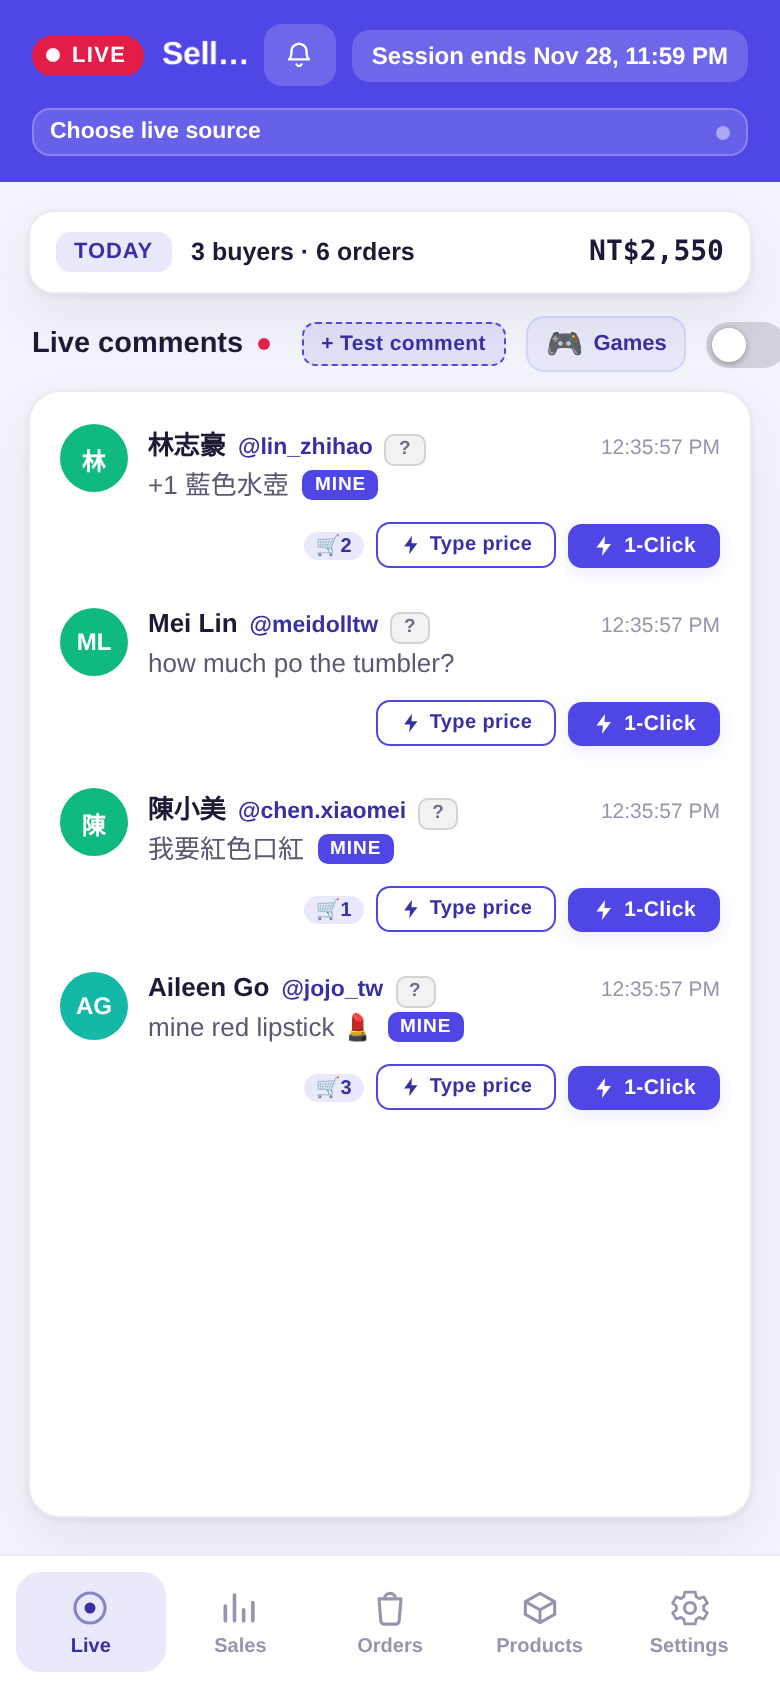 LIVE Sell... Session ends Nov 28, 11:59 PM
Choose live source
TODAY 3 buyers · 6 orders NT$2,550
Live comments + Test comment 🎮 Games
林 林志豪 @lin_zhihao ? 12:35:57 PM
+1 藍色水壺 MINE
🛒2 Type price 1-Click
ML Mei Lin @meidolltw ? 12:35:57 PM
how much po the tumbler?
Type price 1-Click
陳 陳小美 @chen.xiaomei ? 12:35:57 PM
我要紅色口紅 MINE
🛒1 Type price 1-Click
AG Aileen Go @jojo_tw ? 12:35:57 PM
mine red lipstick 💄 MINE
🛒3 Type price 1-Click
Live Sales Orders Products Settings